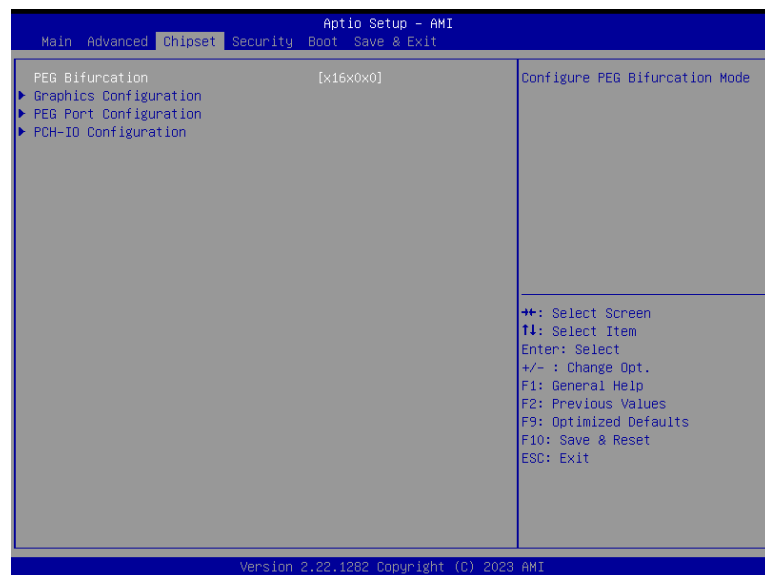 Aptio Setup – AMI
Main Advanced Chipset Security Boot Save & Exit
PEG Bifurcation [x16x0x0]
Graphics Configuration
PEG Port Configuration
PCH-IO Configuration
Configure PEG Bifurcation Mode
→←: Select Screen
↑↓: Select Item
Enter: Select
+/- : Change Opt.
F1: General Help
F2: Previous Values
F9: Optimized Defaults
F10: Save & Reset
ESC: Exit
Version 2.22.1282 Copyright (C) 2023 AMI